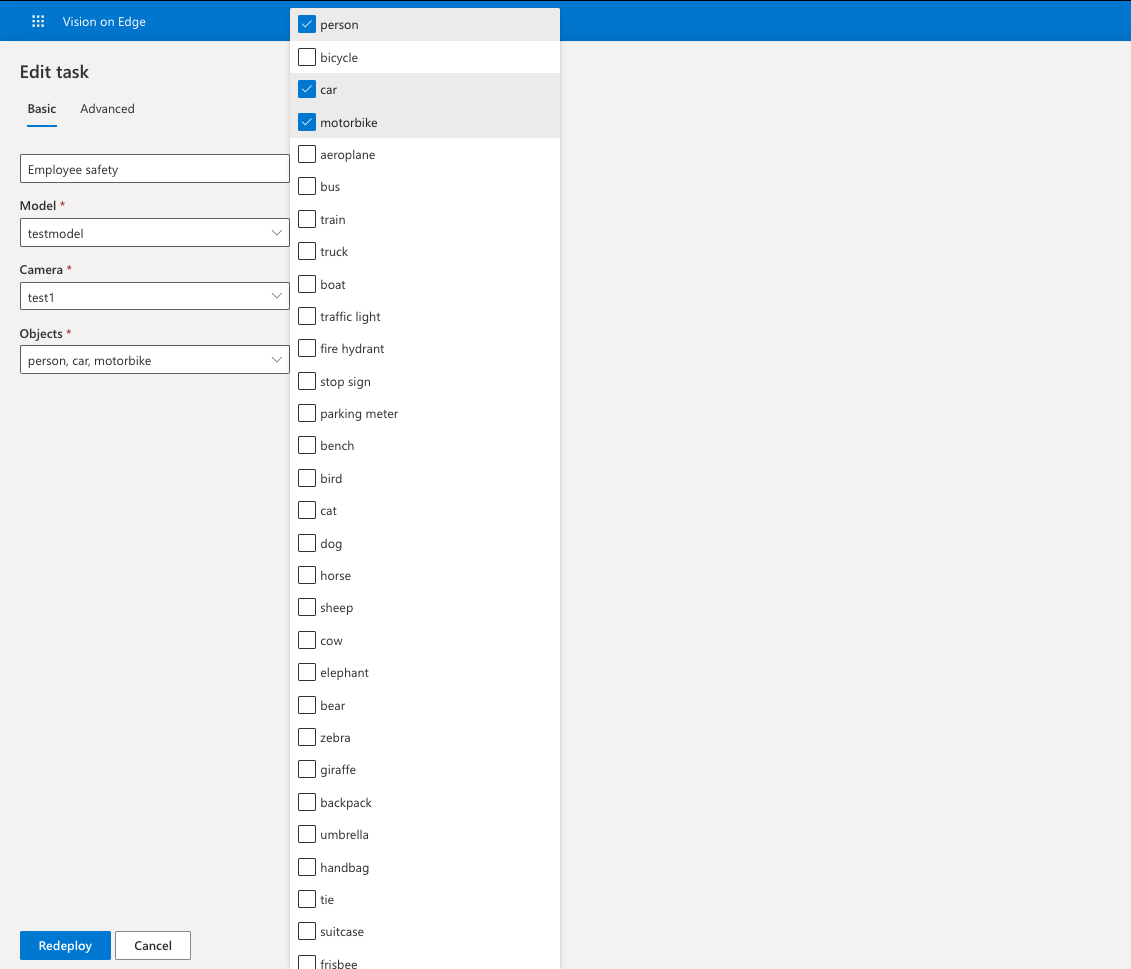 Vision on Edge
Edit task
Basic
Advanced
Employee safety
Model *
testmodel
Camera *
test1
Objects *
person, car, motorbike
Redeploy
Cancel
person
bicycle
car
motorbike
aeroplane
bus
train
truck
boat
traffic light
fire hydrant
stop sign
parking meter
bench
bird
cat
dog
horse
sheep
cow
elephant
bear
zebra
giraffe
backpack
umbrella
handbag
tie
suitcase
frisbee